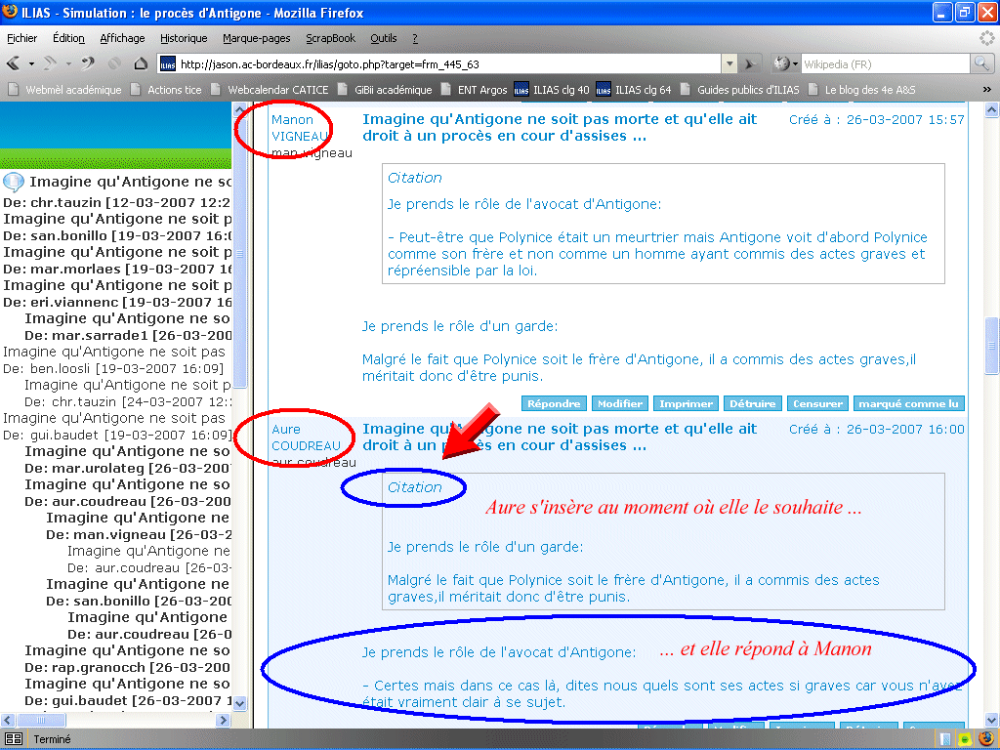 ILIAS - Simulation : le procès d'Antigone - Mozilla Firefox
Fichier Édition Affichage Historique Marque-pages ScrapBook Outils ?
ILIAS http://jason.ac-bordeaux.fr/ilias/goto.php?target=frm_445_63 Wikipedia (FR)
Webmèl académique Actions tice Webcalendar CATICE GiBii académique ENT Argos ILIAS ILIAS clg 40 ILIAS ILIAS clg 64 Guides publics d'ILIAS Le blog des 4e A&S »
Imagine qu'Antigone ne sc
De: chr.tauzin [12-03-2007 12:2
Imagine qu'Antigone ne soit p
De: san.bonillo [19-03-2007 16:0
Imagine qu'Antigone ne soit p
De: mar.morlaes [19-03-2007 16
Imagine qu'Antigone ne soit p
De: eri.viannenc [19-03-2007 16
Imagine qu'Antigone ne so
De: mar.sarrade1 [26-03-200
Imagine qu'Antigone ne soit pas
De: ben.loosli [19-03-2007 16:09]
Imagine qu'Antigone ne soit p
De: chr.tauzin [24-03-2007 12:
Imagine qu'Antigone ne soit pas
De: gui.baudet [19-03-2007 16:09]
Imagine qu'Antigone ne so
De: mar.urolateg [26-03-200
Imagine qu'Antigone ne so
De: aur.coudreau [26-03-200
Imagine qu'Antigone ne
De: man.vigneau [26-03-2
Imagine qu'Antigone ne
De: aur.coudreau [26-03-
Imagine qu'Antigone ne
De: san.bonillo [26-03-200
Imagine qu'Antigone ne
De: aur.coudreau [26-0
Imagine qu'Antigone ne so
De: rap.granocch [26-03-200
Imagine qu'Antigone ne so
De: gui.baudet [26-03-2007
Manon
VIGNEAU
man.vigneau
Imagine qu'Antigone ne soit pas morte et qu'elle ait
droit à un procès en cour d'assises ...
Créé à : 26-03-2007 15:57
Citation
Je prends le rôle de l'avocat d'Antigone:
- Peut-être que Polynice était un meurtrier mais Antigone voit d'abord Polynice
comme son frère et non comme un homme ayant commis des actes graves et
répréensible par la loi.
Je prends le rôle d'un garde:
Malgré le fait que Polynice soit le frère d'Antigone, il a commis des actes graves,il
méritait donc d'être punis.
Répondre Modifier Imprimer Détruire Censurer marqué comme lu
Aure
COUDREAU
aur.coudreau
Imagine qu'Antigone ne soit pas morte et qu'elle ait
droit à un procès en cour d'assises ...
Créé à : 26-03-2007 16:00
Citation
Aure s'insère au moment où elle le souhaite ...
Je prends le rôle d'un garde:
Malgré le fait que Polynice soit le frère d'Antigone, il a commis des actes
graves,il méritait donc d'être punis.
Je prends le rôle de l'avocat d'Antigone:
... et elle répond à Manon
- Certes mais dans ce cas là, dites nous quels sont ses actes si graves car vous n'avez
était vraiment clair à se sujet.
Terminé